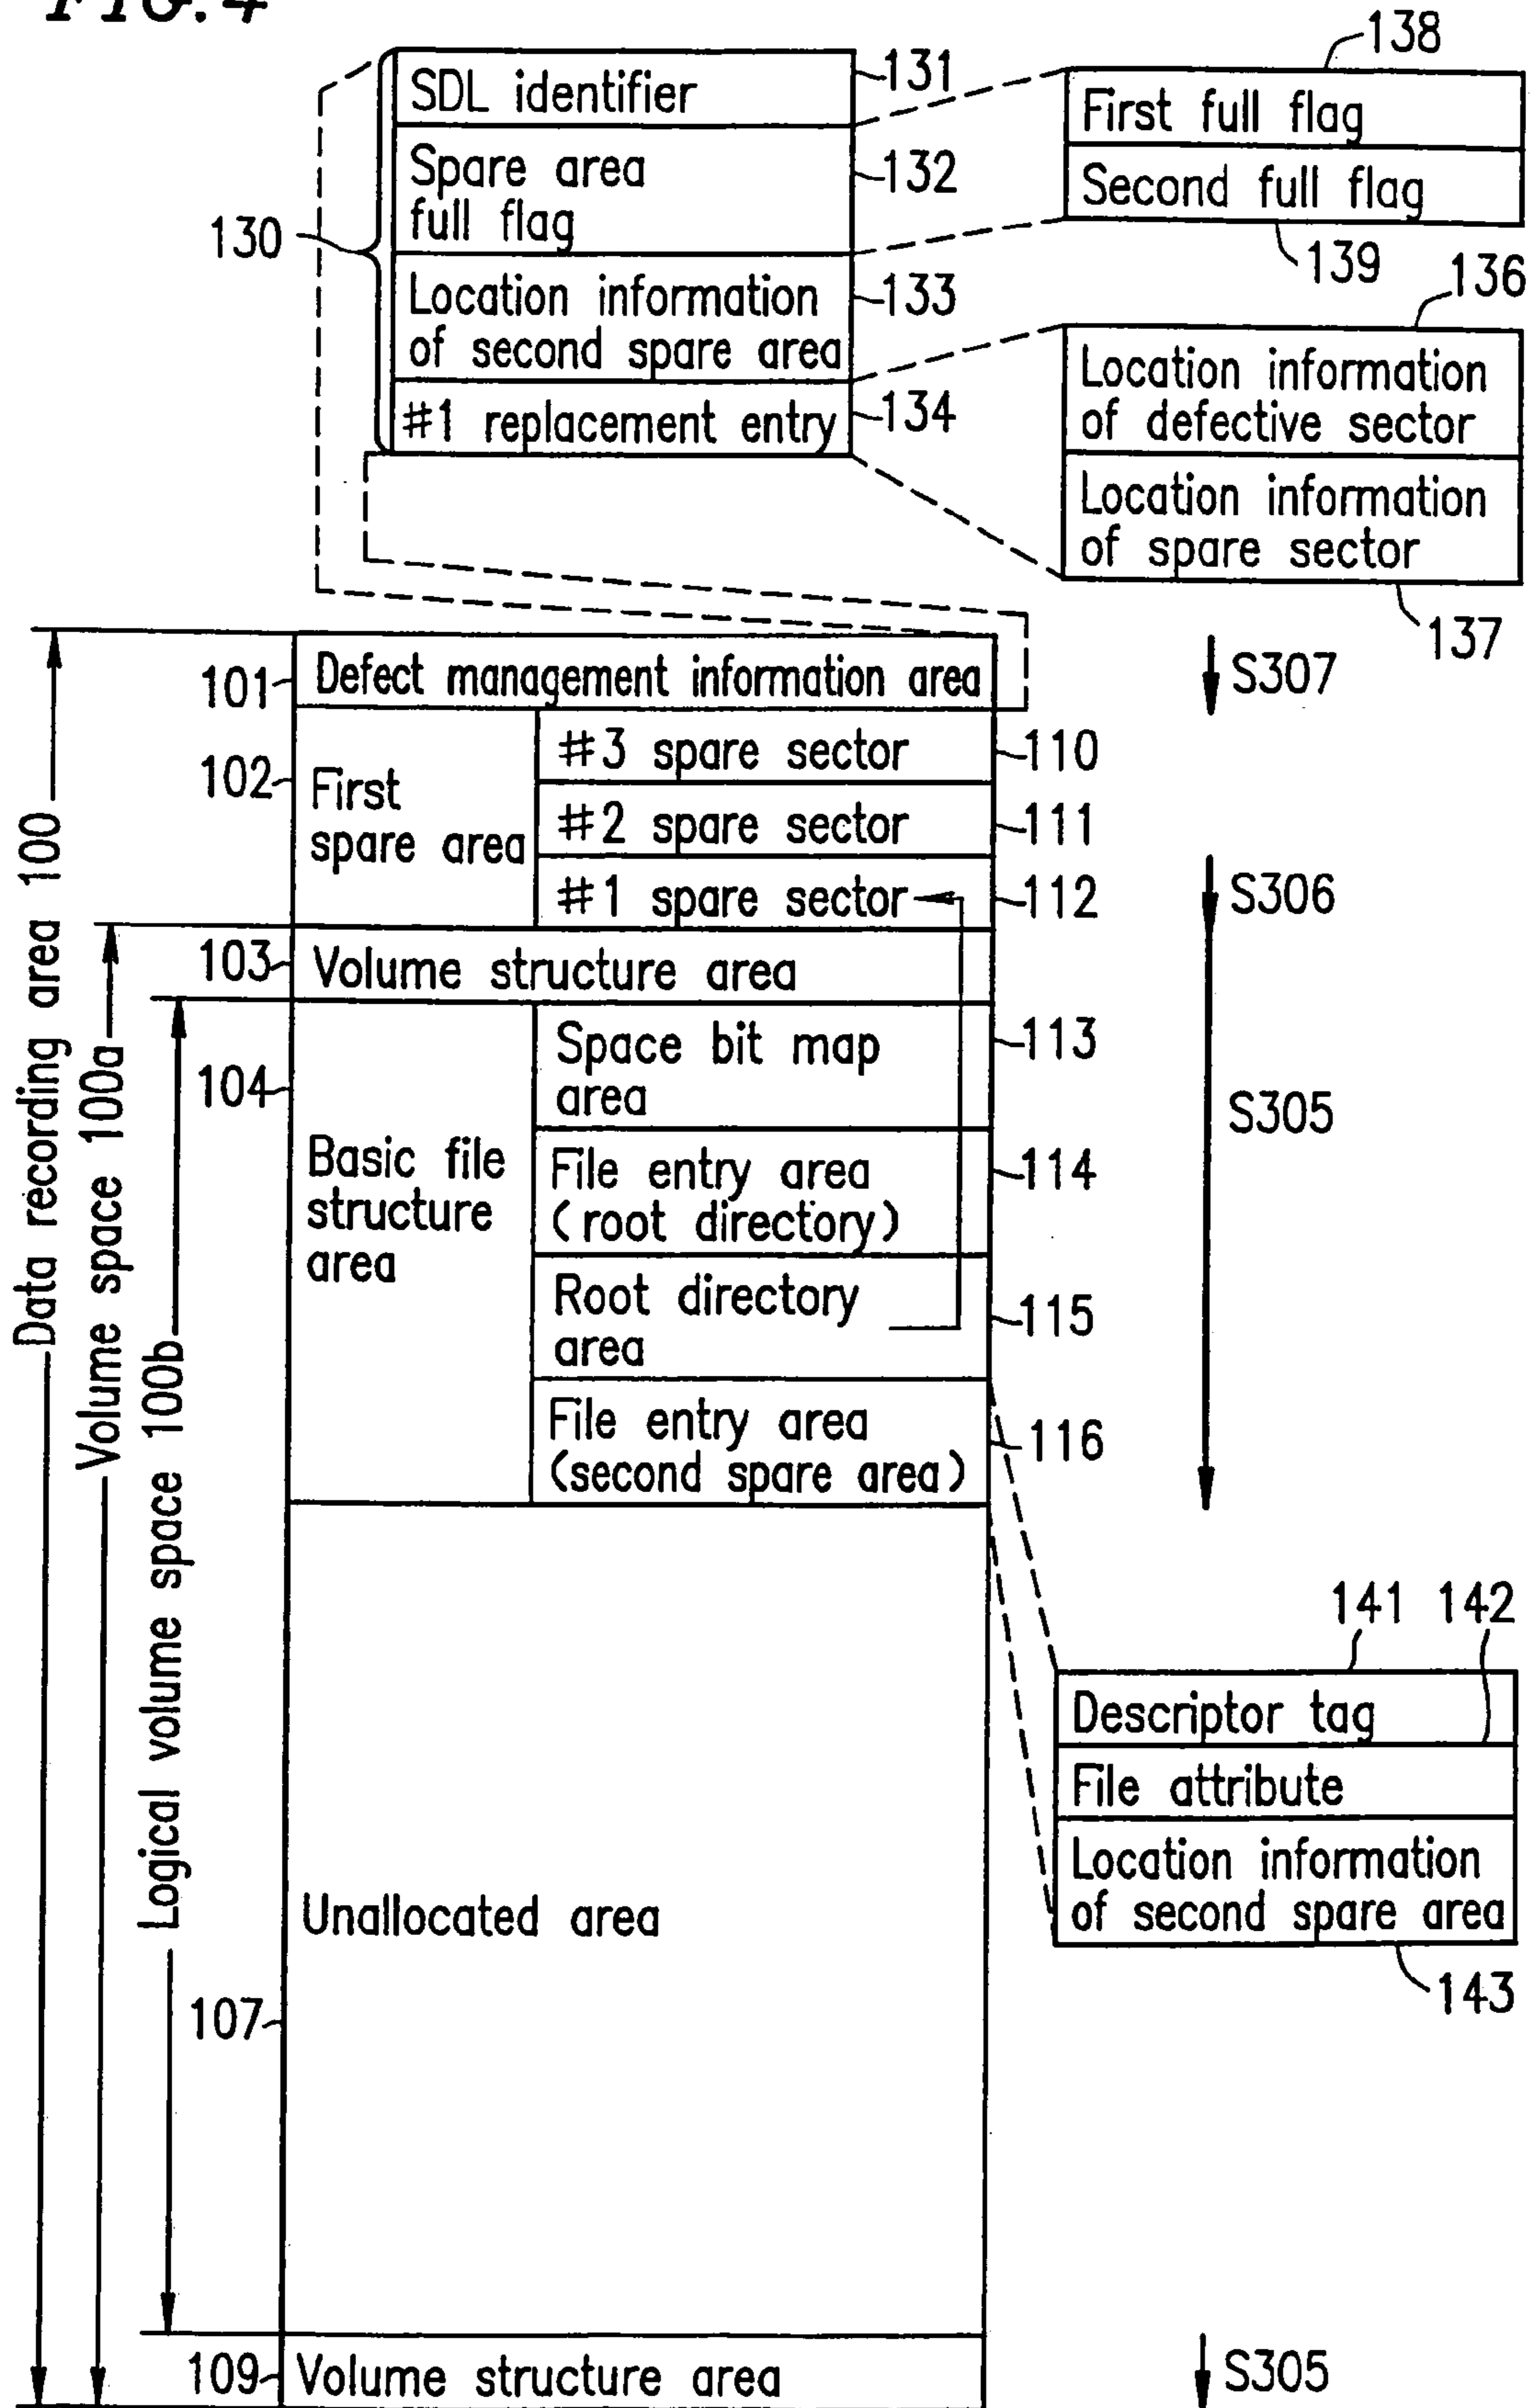 FIG. 4
SDL identifier
131
Spare area
full flag
132
130
Location information
of second spare area
133
#1 replacement entry
134
138
First full flag
Second full flag
139
136
Location information
of defective sector
Location information
of spare sector
137
Data recording area 100
Volume space 100a
Logical volume space 100b
101
Defect management information area
S307
102
First
spare area
#3 spare sector
110
#2 spare sector
111
#1 spare sector
112
S306
103
Volume structure area
104
Basic file
structure
area
Space bit map
area
113
File entry area
(root directory)
114
Root directory
area
115
File entry area
(second spare area)
116
S305
141 142
Descriptor tag
File attribute
Location information
of second spare area
143
Unallocated area
107
109
Volume structure area
S305